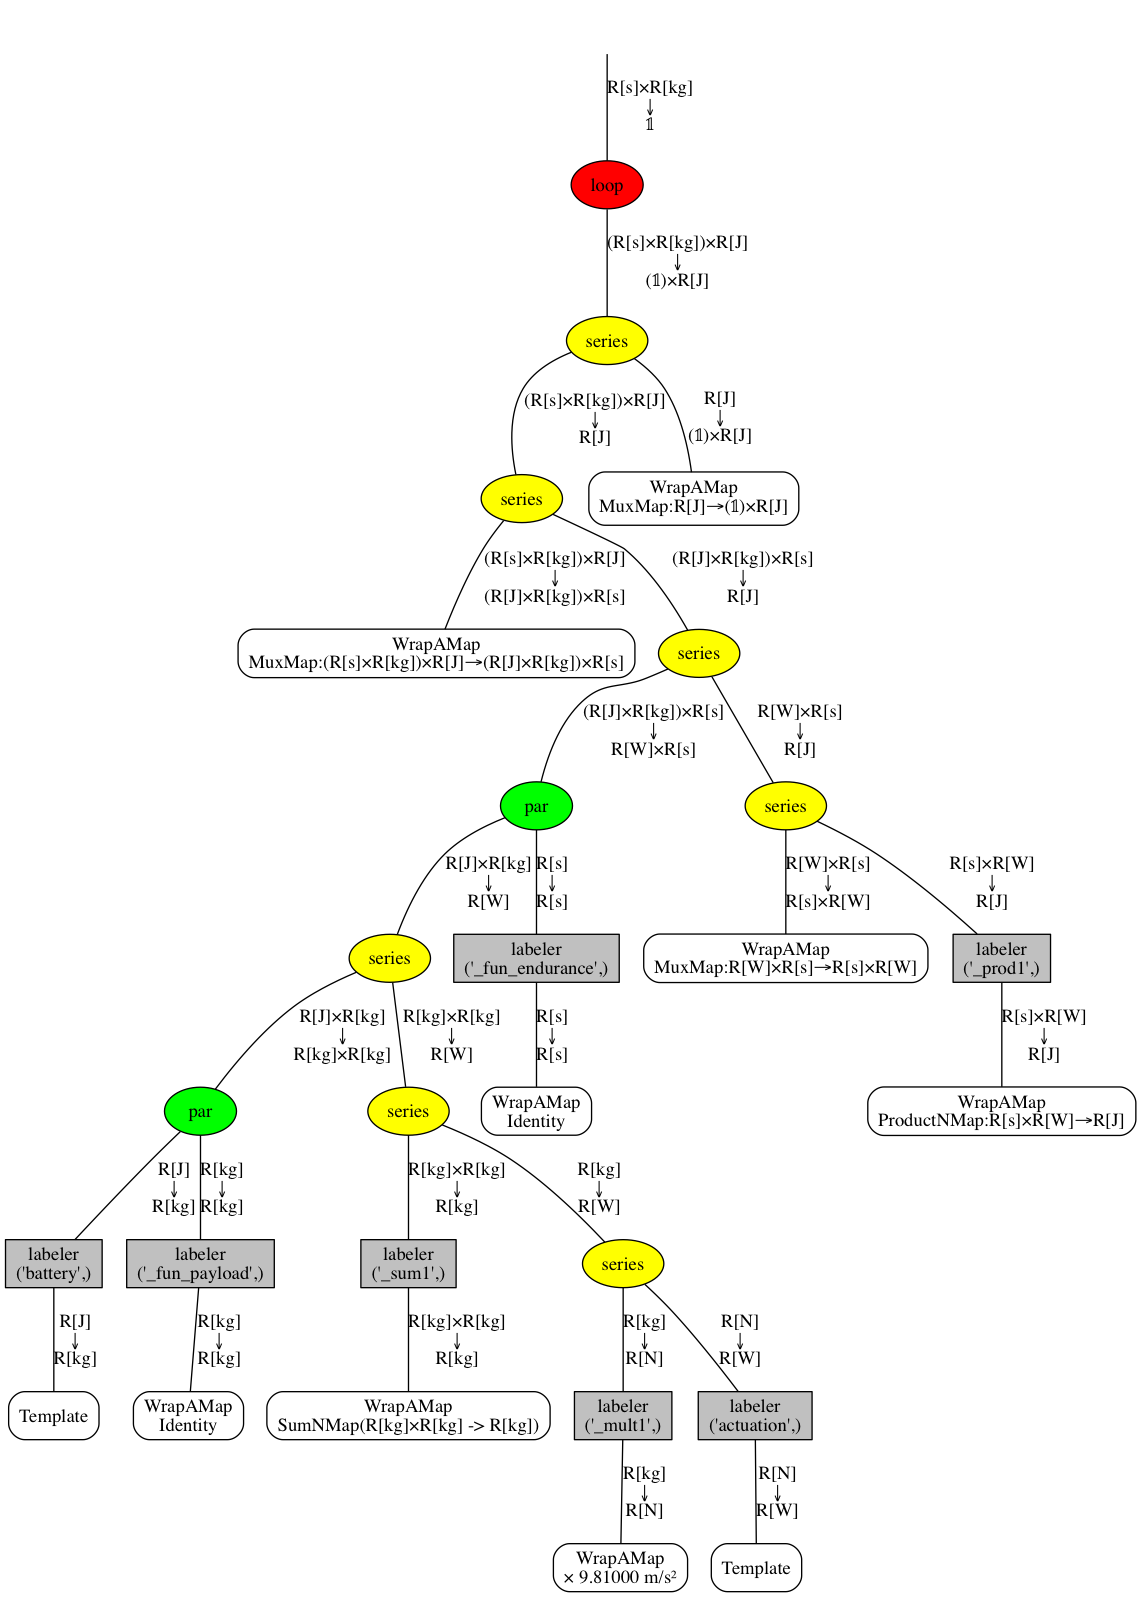 R[s]×R[kg]
↓
𝟙
loop
(R[s]×R[kg])×R[J]
↓
(𝟙)×R[J]
series
(R[s]×R[kg])×R[J]
↓
R[J]
R[J]
↓
(𝟙)×R[J]
series
WrapAMap
MuxMap:R[J]→(𝟙)×R[J]
(R[s]×R[kg])×R[J]
↓
(R[J]×R[kg])×R[s]
(R[J]×R[kg])×R[s]
↓
R[J]
WrapAMap
MuxMap:(R[s]×R[kg])×R[J]→(R[J]×R[kg])×R[s]
series
(R[J]×R[kg])×R[s]
↓
R[W]×R[s]
R[W]×R[s]
↓
R[J]
par
series
R[J]×R[kg]
↓
R[W]
R[s]
↓
R[s]
R[W]×R[s]
↓
R[s]×R[W]
R[s]×R[W]
↓
R[J]
series
labeler
('_fun_endurance',)
WrapAMap
MuxMap:R[W]×R[s]→R[s]×R[W]
labeler
('_prod1',)
R[J]×R[kg]
↓
R[kg]×R[kg]
R[kg]×R[kg]
↓
R[W]
R[s]
↓
R[s]
R[s]×R[W]
↓
R[J]
par
series
WrapAMap
Identity
WrapAMap
ProductNMap:R[s]×R[W]→R[J]
R[J]
↓
R[kg]
R[kg]
↓
R[kg]
R[kg]×R[kg]
↓
R[kg]
R[kg]
↓
R[W]
labeler
('battery',)
labeler
('_fun_payload',)
labeler
('_sum1',)
series
R[J]
↓
R[kg]
R[kg]
↓
R[kg]
R[kg]×R[kg]
↓
R[kg]
R[kg]
↓
R[N]
R[N]
↓
R[W]
Template
WrapAMap
Identity
WrapAMap
SumNMap(R[kg]×R[kg] -> R[kg])
labeler
('_mult1',)
labeler
('actuation',)
R[kg]
↓
R[N]
R[N]
↓
R[W]
WrapAMap
× 9.81000 m/s²
Template